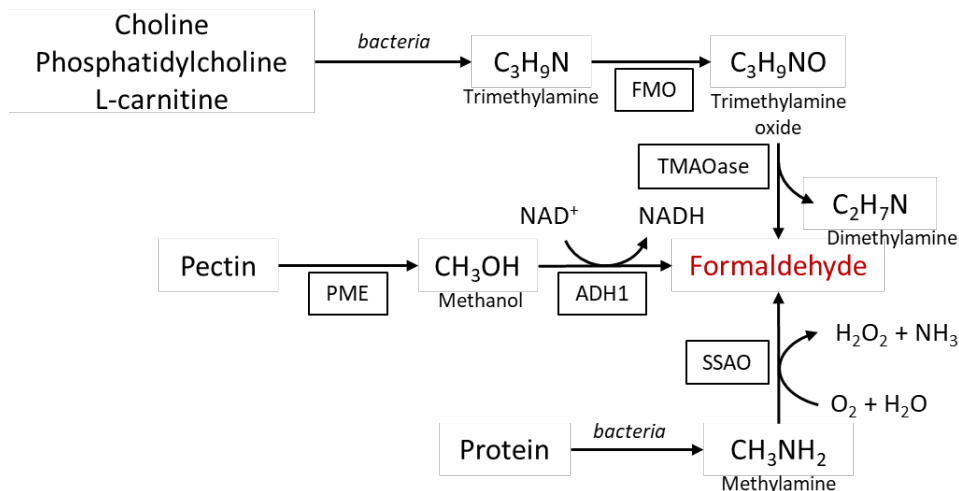 Choline
Phosphatidylcholine
L-carnitine
bacteria
C₃H₉N
Trimethylamine
FMO
C₃H₉NO
Trimethylamine
oxide
TMAOase
C₂H₇N
Dimethylamine
NAD⁺
NADH
Pectin
PME
CH₃OH
Methanol
ADH1
Formaldehyde
SSAO
H₂O₂ + NH₃
O₂ + H₂O
Protein
bacteria
CH₃NH₂
Methylamine